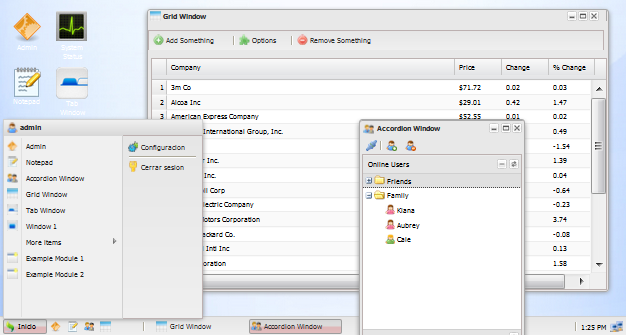 Grid Window
Admin
System Status
Add Something
Options
Remove Something
Notepad
Tab Window
Company Price Change % Change
1 3m Co $71.72 0.02 0.03
2 Alcoa Inc $29.01 0.42 1.47
3 American Express Company $52.55 0.01 0.02
International Group, Inc. 0.49
-1.54
r Inc. 1.39
Inc. 0.04
Corp -0.64
lectric Company -0.23
otors Corporation 3.74
ackard Co. -0.08
Intl Inc 0.13
oration 1.58
admin
Admin
Notepad
Accordion Window
Grid Window
Tab Window
Window 1
More items
Example Module 1
Example Module 2
Configuracion
Cerrar sesion
Accordion Window
Online Users
Friends
Family
Kiana
Aubrey
Cale
Inicio
Grid Window
Accordion Window
1:25 PM